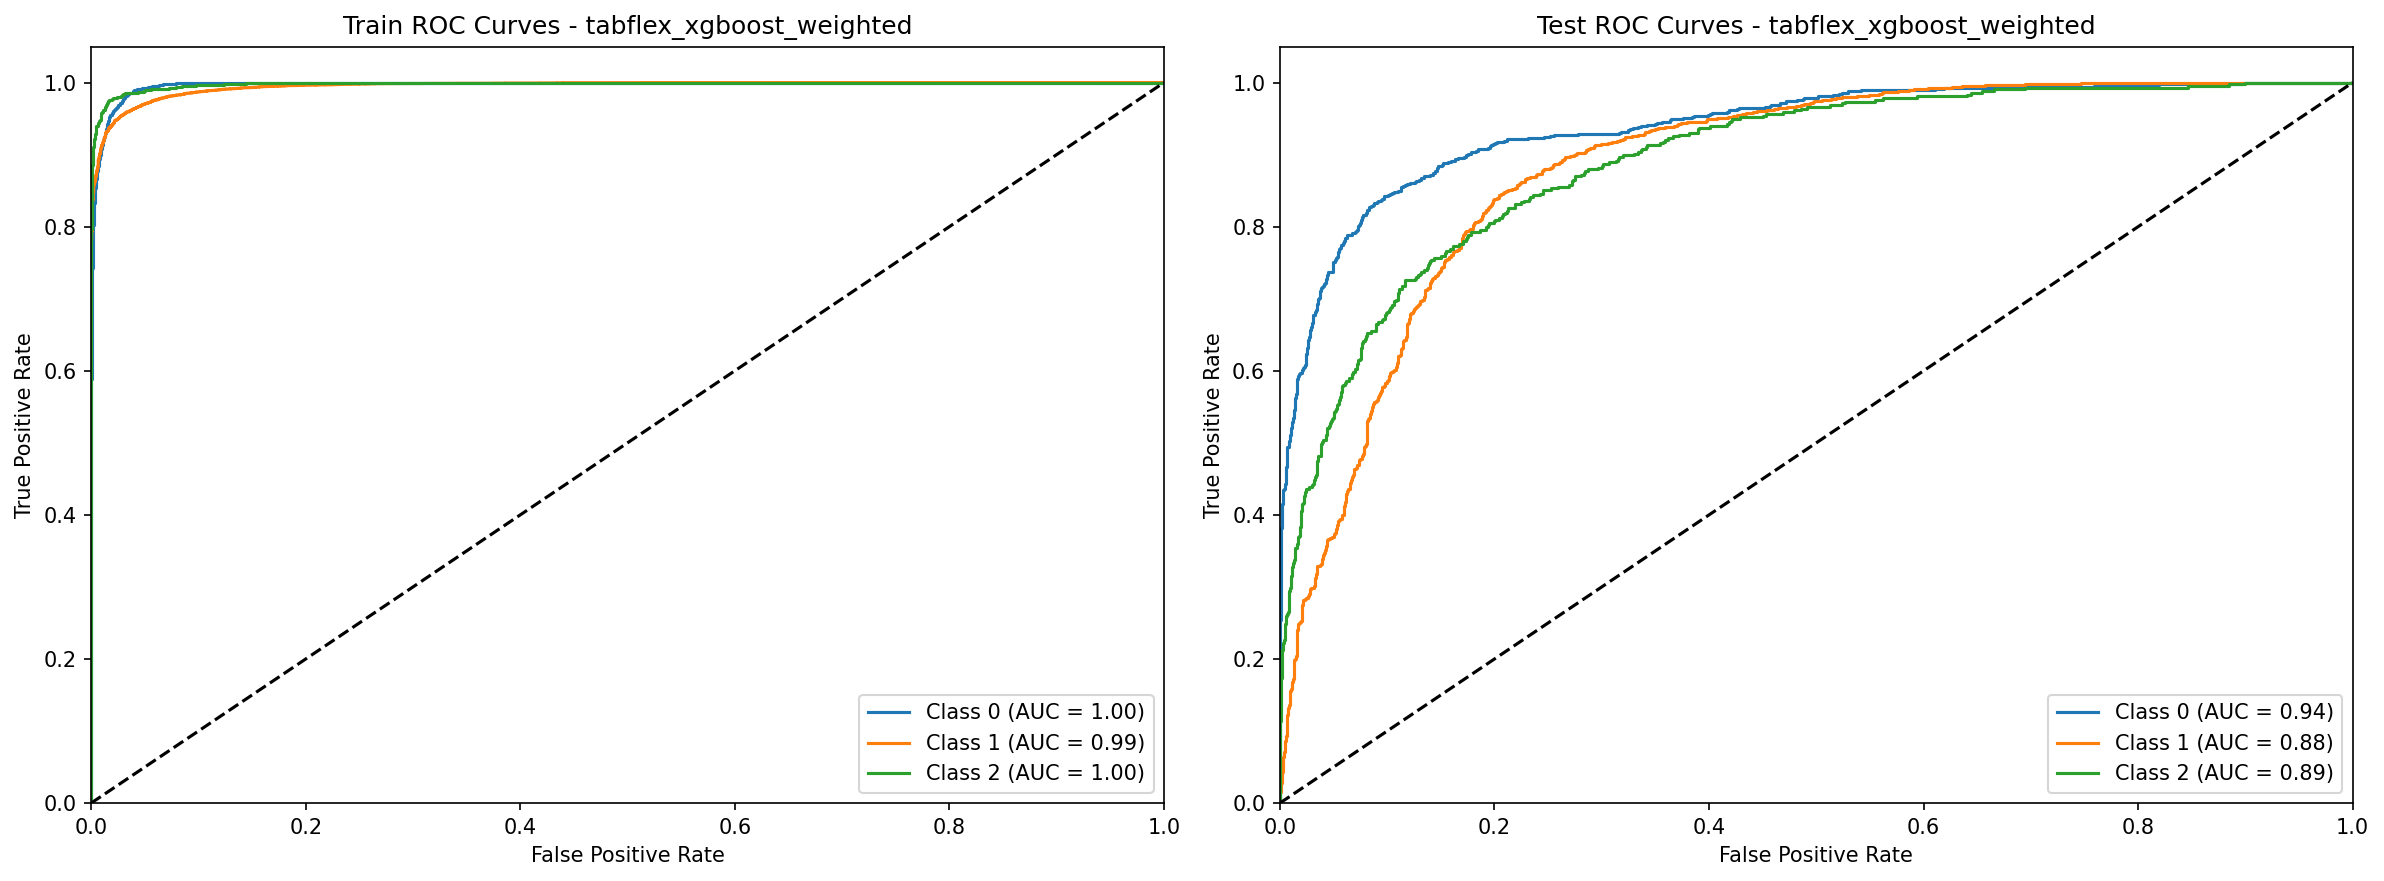 Train ROC Curves - tabflex_xgboost_weighted
1.0
0.8
0.6
0.4
0.2
0.0
True Positive Rate
0.0 0.2 0.4 0.6 0.8 1.0
False Positive Rate
Class 0 (AUC = 1.00)
Class 1 (AUC = 0.99)
Class 2 (AUC = 1.00)
Test ROC Curves - tabflex_xgboost_weighted
1.0
0.8
0.6
0.4
0.2
0.0
True Positive Rate
0.0 0.2 0.4 0.6 0.8 1.0
False Positive Rate
Class 0 (AUC = 0.94)
Class 1 (AUC = 0.88)
Class 2 (AUC = 0.89)